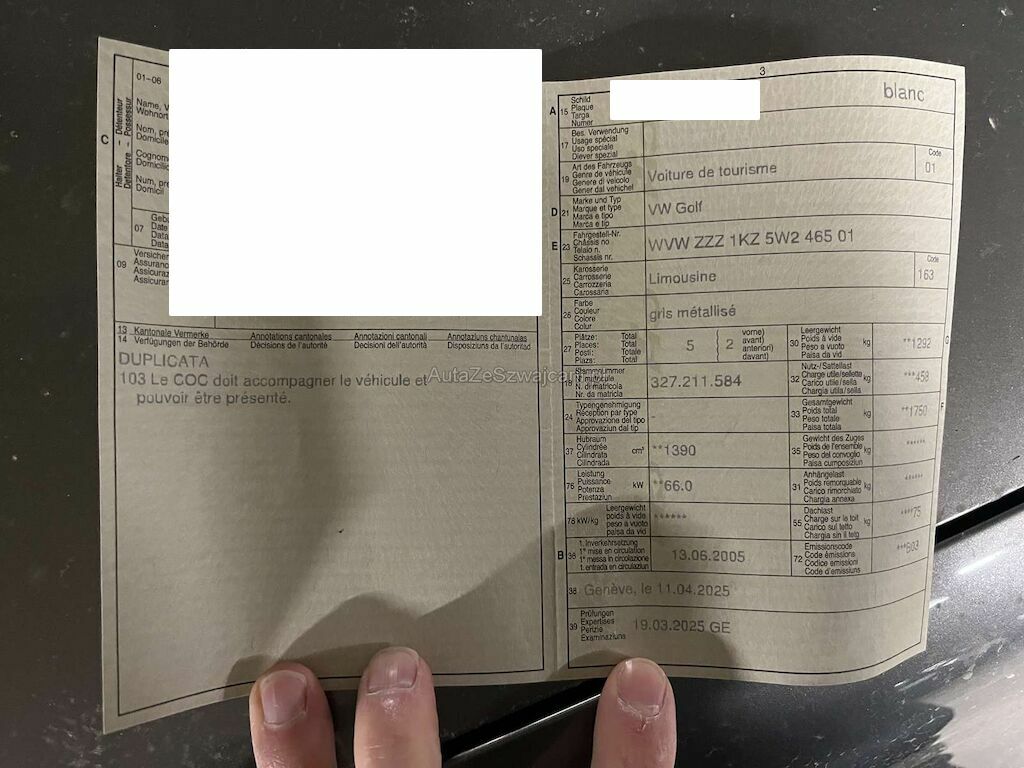 3
C
Détenteur
Possessur
Halter
Detentore
01-06
Name, V
Wohnort
Nom, pré
Domicile
Cognom
Domicili
Num, pre
Domicil
07
Gebu
Date
Data
Data
09
Versiche
Assuranc
Assicuraz
Assicuran
13 Kantonale Vermerke Annotations cantonales Annotazioni cantonali Annotaziuns chantunalas
14 Verfügungen der Behörde Décisions de l'autorité Decisioni dell'autorità Disposiziuns da l'autoritad
DUPLICATA
103 Le COC doit accompagner le véhicule et
pouvoir être présenté.
AutaZeSzwajcar
A 15 Schild
Plaque
Targa
Numer
blanc
17 Bes. Verwendung
Usage spécial
Uso speciale
Diever spezial
19 Art des Fahrzeugs
Genre de véhicule
Genere di veicolo
Gener dal vehichel
Voiture de tourisme
Code
01
D 21 Marke und Typ
Marque et type
Marca e tipo
Marca e tip
VW Golf
E 23 Fahrgestell-Nr.
Châssis no
Telaio n.
Schassis nr.
WVW ZZZ 1KZ 5W2 465 01
25 Karosserie
Carrosserie
Carrozzeria
Carossaria
Limousine
Code
163
26 Farbe
Couleur
Colore
Colur
gris métallisé
27 Plätze: Total
Places: Total
Posti: Totale
Plazs: Total
5 { 2 vorne)
avant)
anteriori)
davant)
30 Leergewicht
Poids à vide
Peso a vuoto
Paisa da vid
kg
**1292
G
18 Stammnummer
N° matricule
N. di matricola
Nr. da matricla
327.211.584
32 Nutz-/Sattellast
Charge utile/sellette
Carico utile/sella
Chargia utila/sella
kg
***458
24 Typengenehmigung
Réception par type
Approvazione del tipo
Approvaziun dal tip
-
33 Gesamtgewicht
Poids total
Peso totale
Paisa totala
kg
**1750
F
37 Hubraum
Cylindrée
Cilindrata
Cilindrada
cm³
**1390
35 Gewicht des Zuges
Poids de l'ensemble
Peso del convoglio
Paisa cumposiziun
kg
******
76 Leistung
Puissance
Potenza
Prestaziun
kW
**66.0
31 Anhängelast
Poids remorquable
Carico rimorchiato
Chargia annexa
kg
******
78 kW/kg Leergewicht
poids à vide
peso a vuoto
paisa da vid
******
55 Dachlast
Charge sur le toit
Carico sul tetto
Chargia sin il tetg
kg
****75
B 36 1. Inverkehrsetzung
1re mise en circulation
1a messa in circolazione
1. entrada en circulaziun
13.06.2005
72 Emissionscode
Code émissions
Codice emissioni
Code d'emissiuns
***B03
38 Genève, le 11.04.2025
39 Prüfungen
Expertises
Perizie
Examinaziuns
19.03.2025 GE